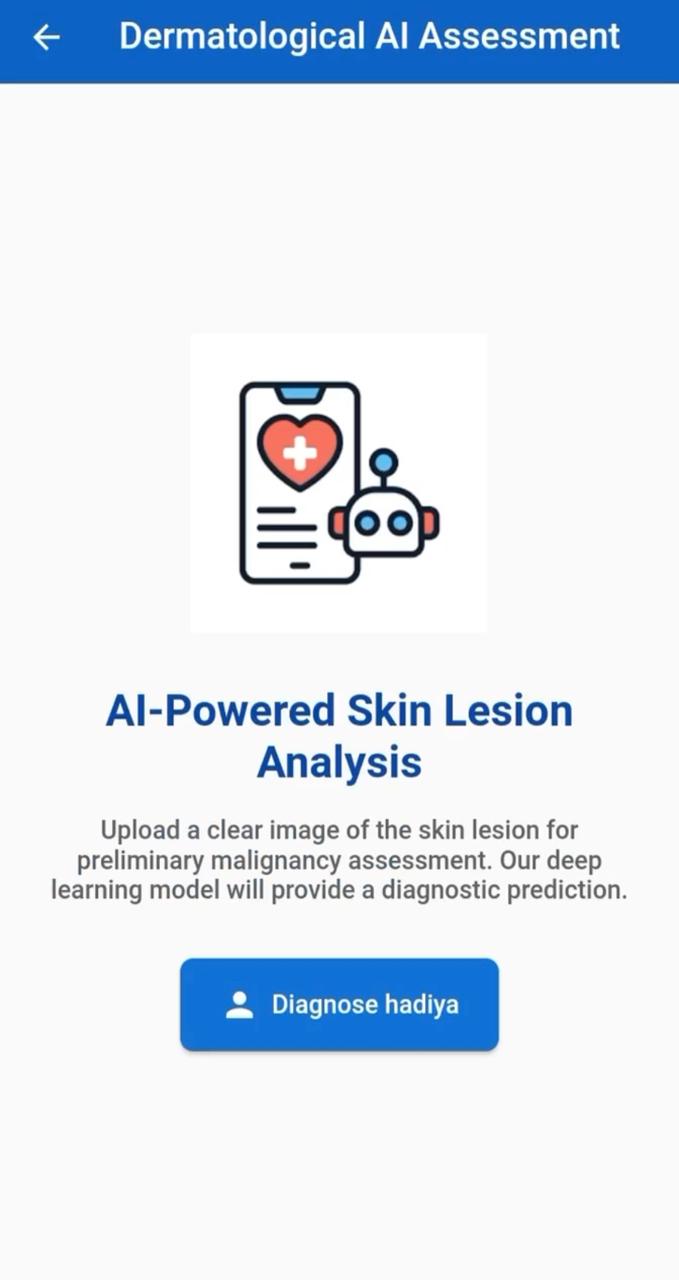 Dermatological AI Assessment
AI-Powered Skin Lesion
Analysis
Upload a clear image of the skin lesion for
preliminary malignancy assessment. Our deep
learning model will provide a diagnostic prediction.
Diagnose hadiya